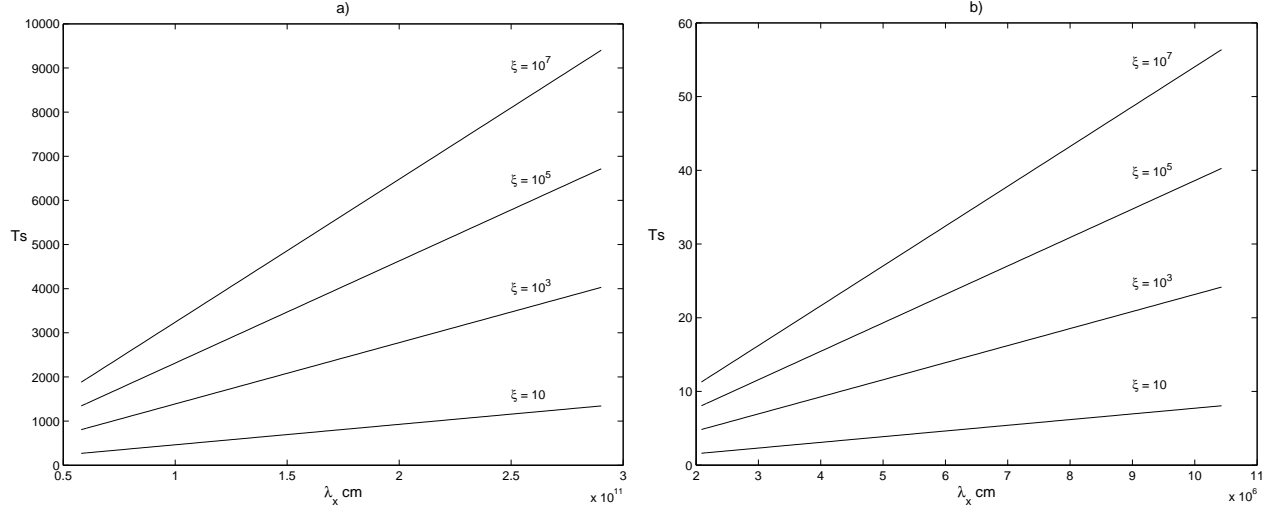 a)
10000
9000
8000
7000
6000
5000
4000
3000
2000
1000
0
Ts
ξ = 10^7
ξ = 10^5
ξ = 10^3
ξ = 10
0.5 1 1.5 2 2.5 3
λ_x cm
x 10^11
b)
60
50
40
30
20
10
0
Ts
ξ = 10^7
ξ = 10^5
ξ = 10^3
ξ = 10
2 3 4 5 6 7 8 9 10 11
λ_x cm
x 10^6